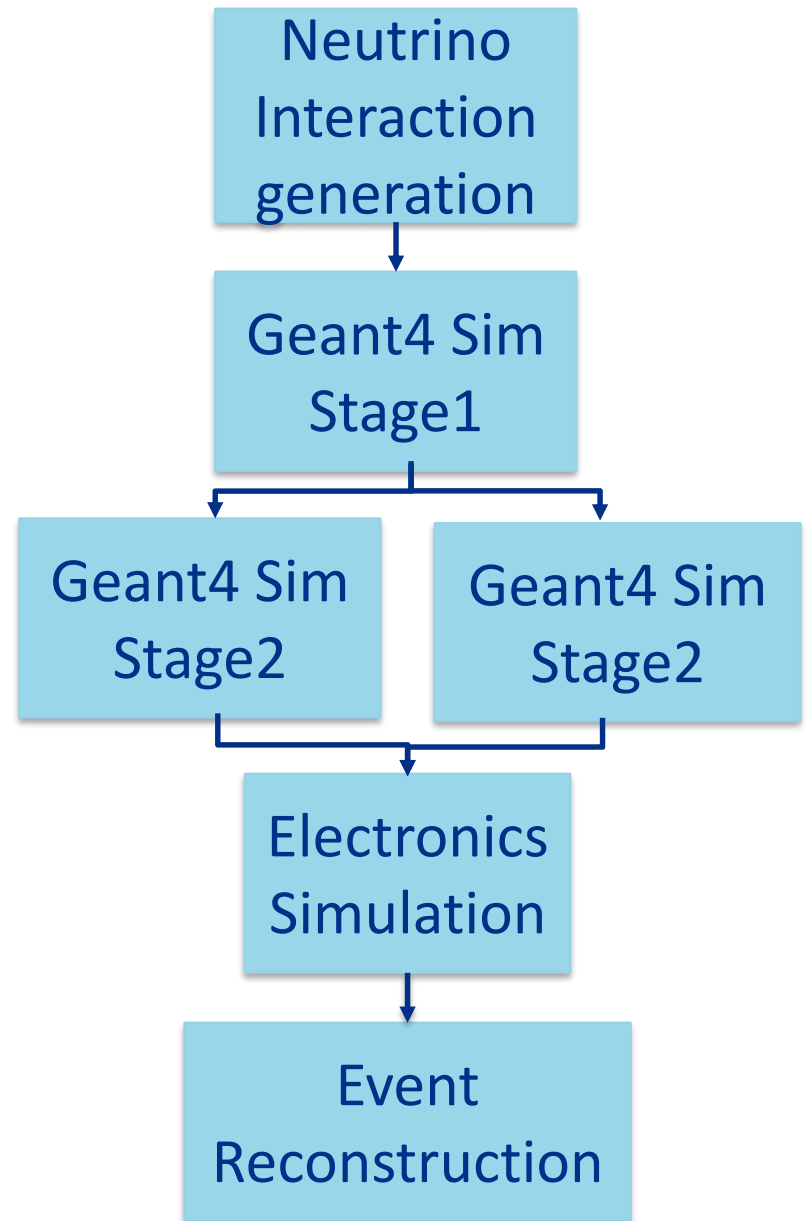 Neutrino
Interaction
generation
Geant4 Sim
Stage1
Geant4 Sim
Stage2
Geant4 Sim
Stage2
Electronics
Simulation
Event
Reconstruction